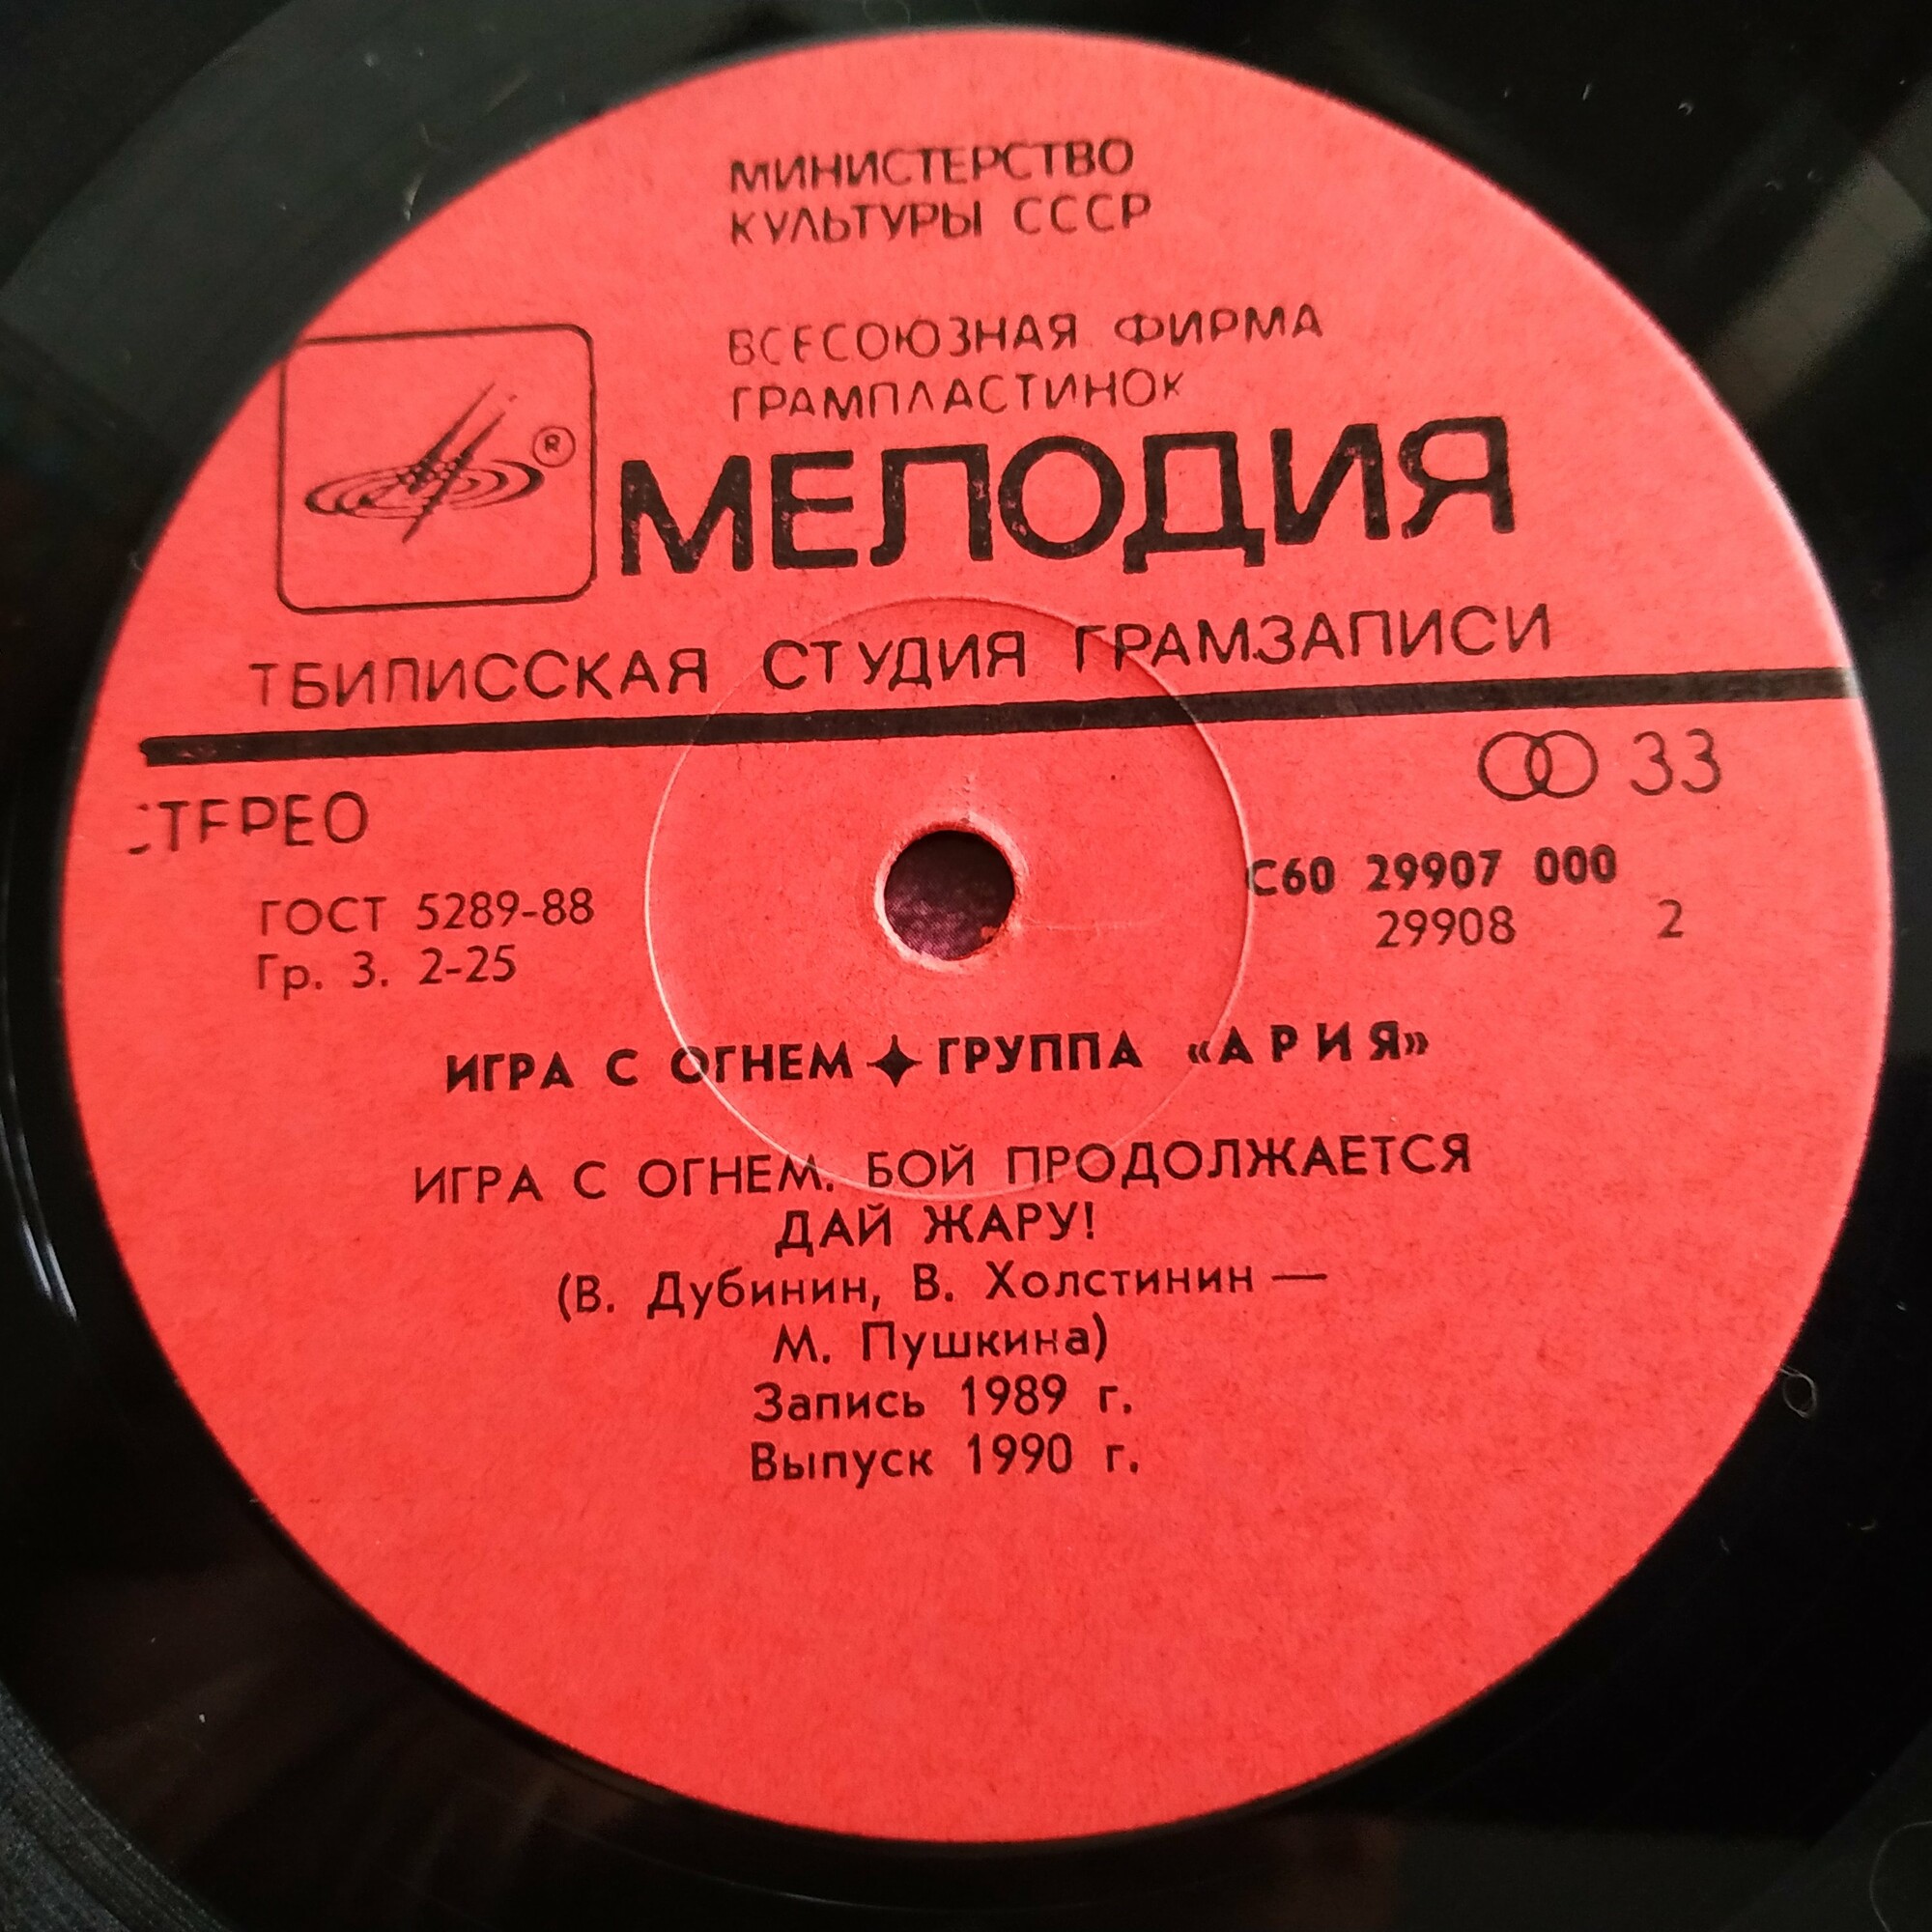 МИНИСТЕРСТВО
КУЛЬТУРЫ СССР
ВСЕСОЮЗНАЯ ФИРМА
ГРАМПЛАСТИНОК
®
МЕЛОДИЯ
ТБИЛИССКАЯ СТУДИЯ ГРАМЗАПИСИ
СТЕРЕО
33
ГОСТ 5289-88
Гр. 3. 2-25
С60 29907 000
29908 2
ИГРА С ОГНЕМ✦ГРУППА «АРИЯ»
ИГРА С ОГНЕМ. БОЙ ПРОДОЛЖАЕТСЯ
ДАЙ ЖАРУ!
(В. Дубинин, В. Холстинин —
М. Пушкина)
Запись 1989 г.
Выпуск 1990 г.